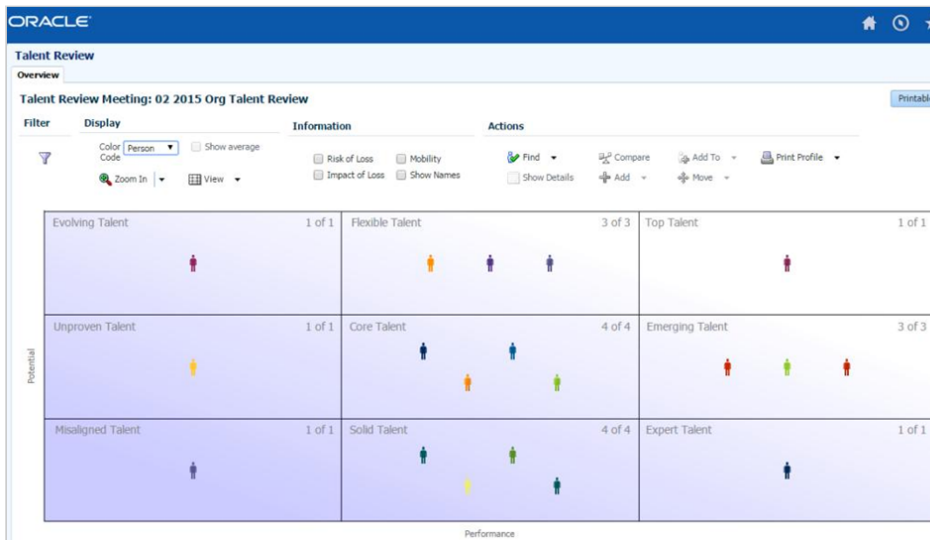 ORACLE
Talent Review
Overview
Talent Review Meeting: 02 2015 Org Talent Review
Filter Display Information Actions
Color Code Person Show average
Risk of Loss Mobility Find Compare Add To Print Profile
Zoom In View Impact of Loss Show Names Show Details Add Move
Evolving Talent 1 of 1 Flexible Talent 3 of 3 Top Talent 1 of 1
Unproven Talent 1 of 1 Core Talent 4 of 4 Emerging Talent 3 of 3
Potential
Misaligned Talent 1 of 1 Solid Talent 4 of 4 Expert Talent 1 of 1
Performance